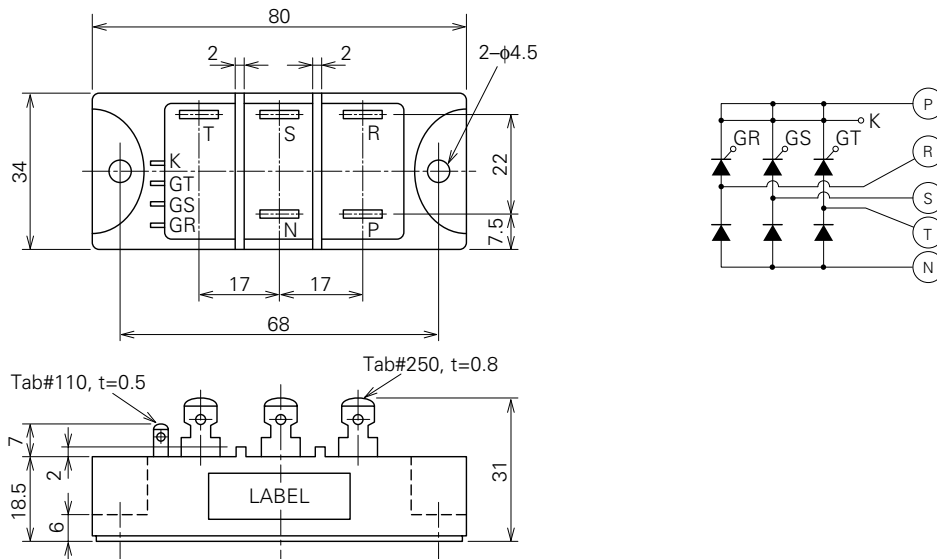 80
2
2
2–φ4.5
34
T
S
R
K
GT
GS
GR
N
P
22
7.5
17
17
68
P
K
GR
GS
GT
R
S
T
N
Tab#110, t=0.5
Tab#250, t=0.8
7
2
18.5
6
31
LABEL